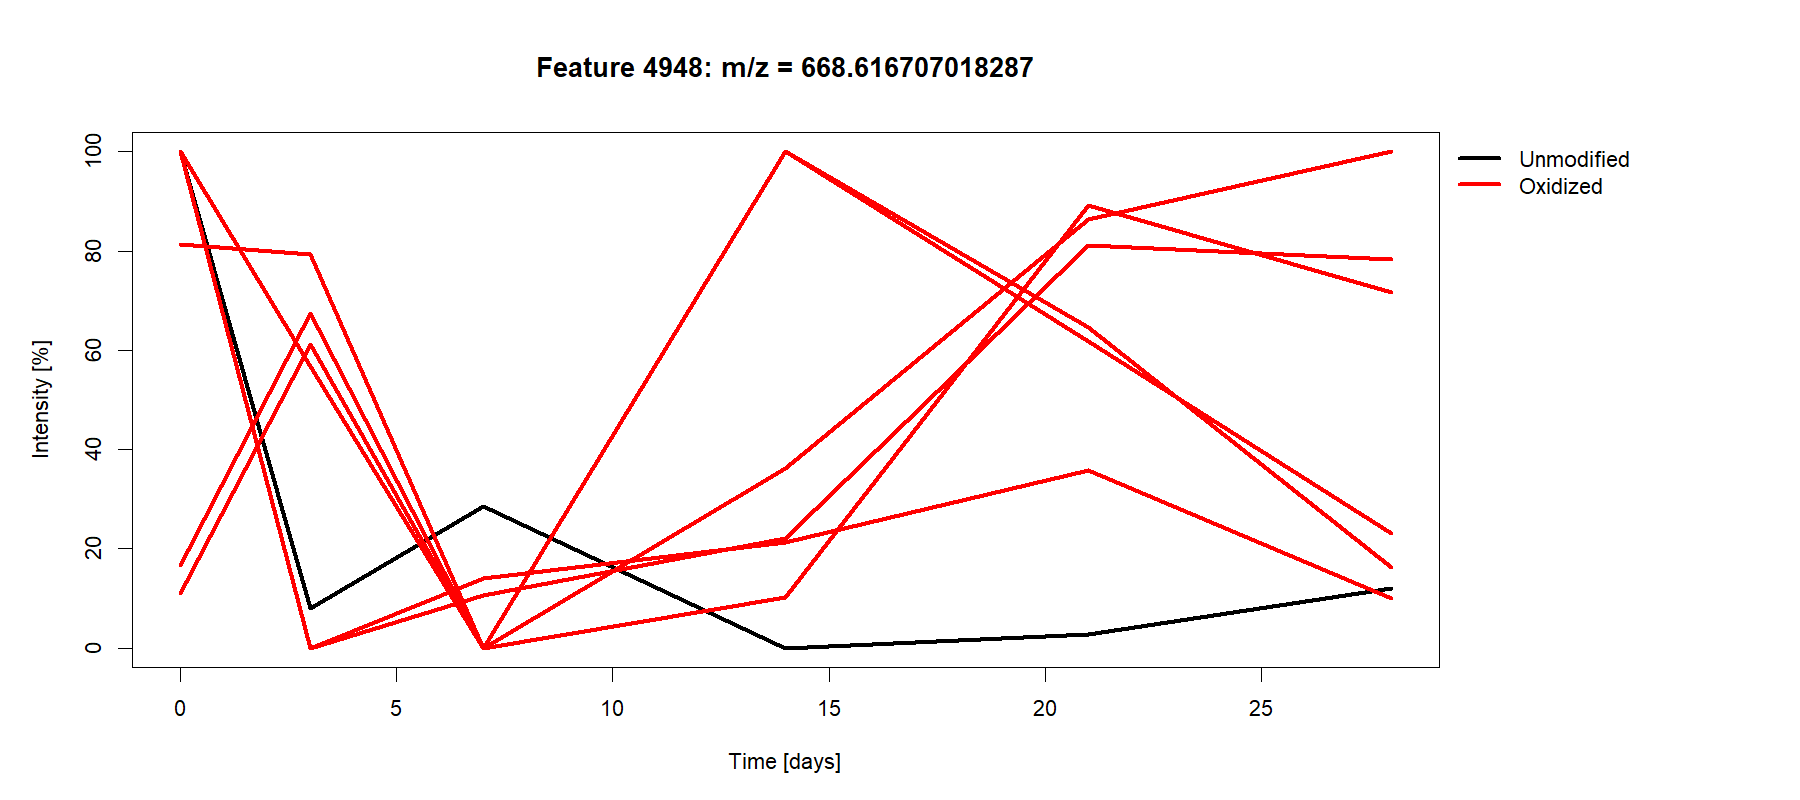 Feature 4948: m/z = 668.616707018287
Unmodified
Oxidized
Intensity [%]
100
80
60
40
20
0
0 5 10 15 20 25
Time [days]